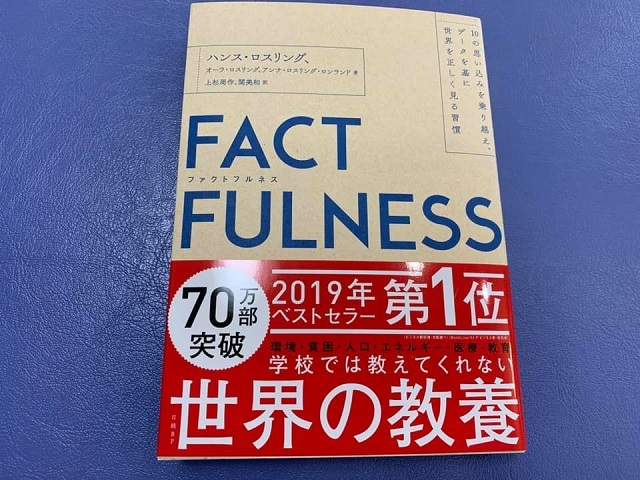 ハンス・ロスリング、
オーラ・ロスリング、アンナ・ロスリング・ロンランド 著
上杉周作、関美和 訳
10の思い込みを乗り越え、
データを基に
世界を正しく見る習慣
FACT
ファクトフルネス
FULNESS
70万部
突破
2019年
ベストセラー
第1位
環境・貧困・人口・エネルギー・医療・教育
学校では教えてくれない
世界の教養
日経BP